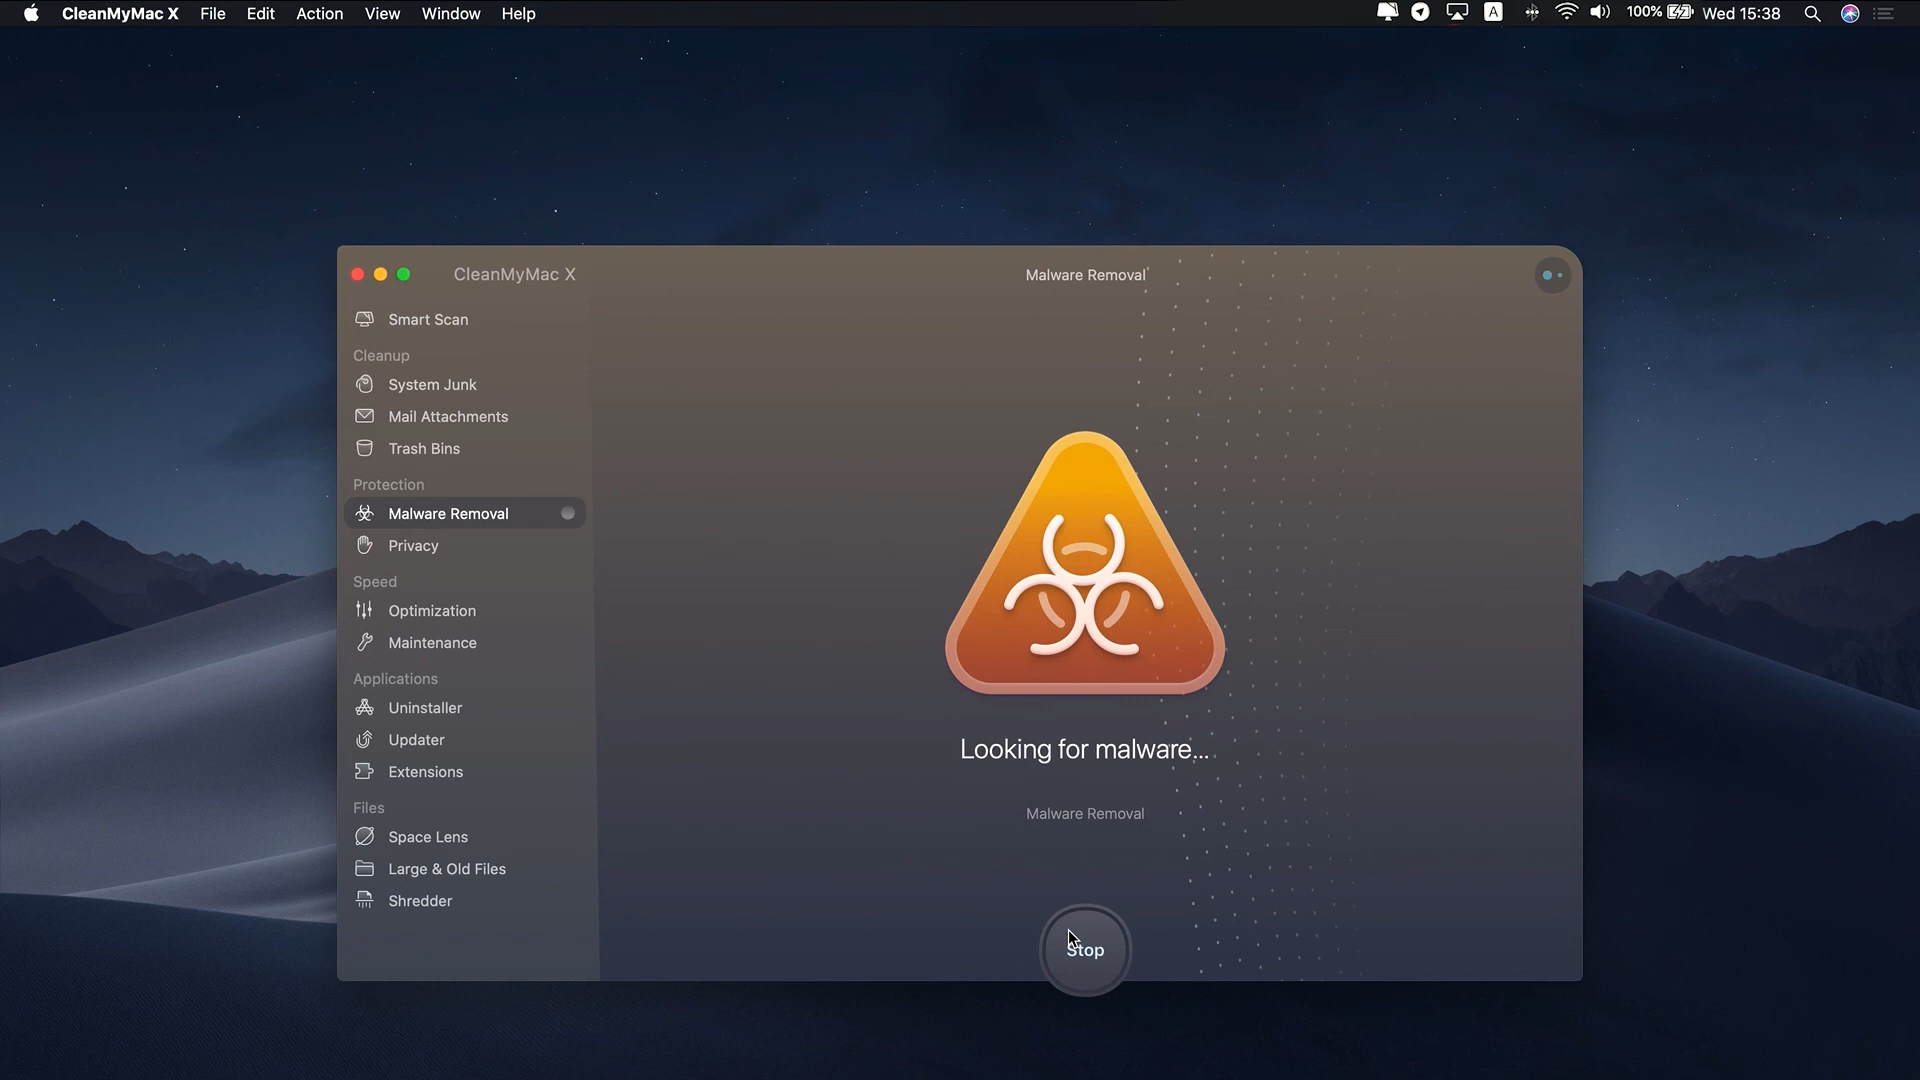 CleanMyMac X File Edit Action View Window Help A 100% Wed 15:38
CleanMyMac X
Malware Removal
Smart Scan
Cleanup
System Junk
Mail Attachments
Trash Bins
Protection
Malware Removal
Privacy
Speed
Optimization
Maintenance
Applications
Uninstaller
Updater
Extensions
Files
Space Lens
Large & Old Files
Shredder
Looking for malware...
Malware Removal
Stop